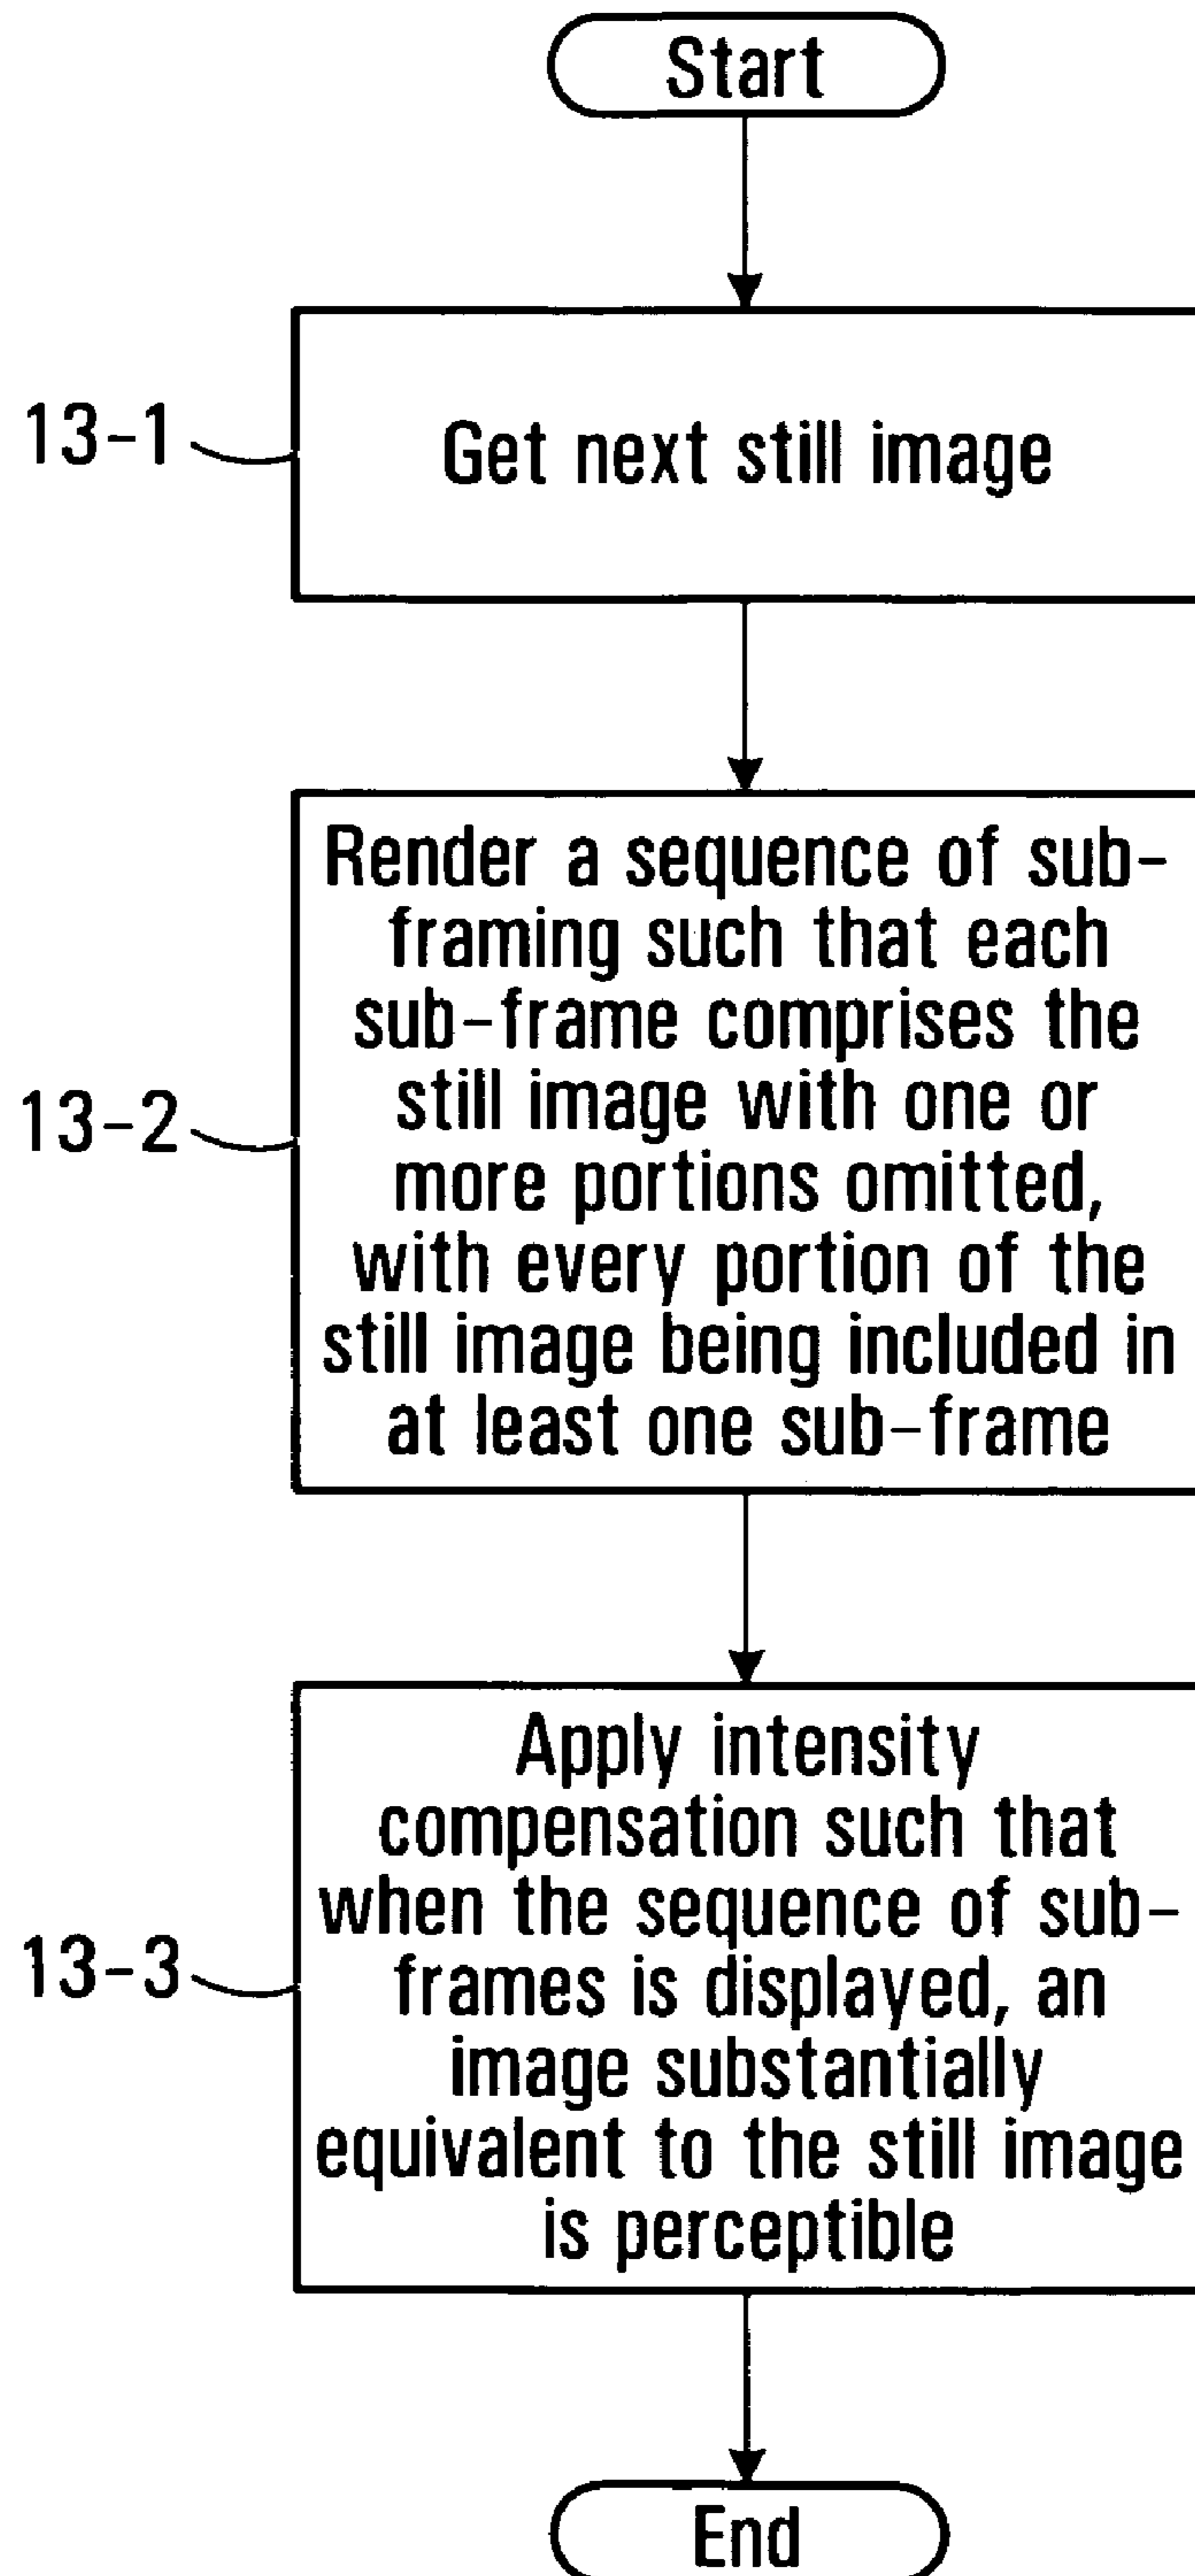 Start
13-1
Get next still image
13-2
Render a sequence of sub-
framing such that each
sub-frame comprises the
still image with one or
more portions omitted,
with every portion of the
still image being included in
at least one sub-frame
13-3
Apply intensity
compensation such that
when the sequence of sub-
frames is displayed, an
image substantially
equivalent to the still image
is perceptible
End